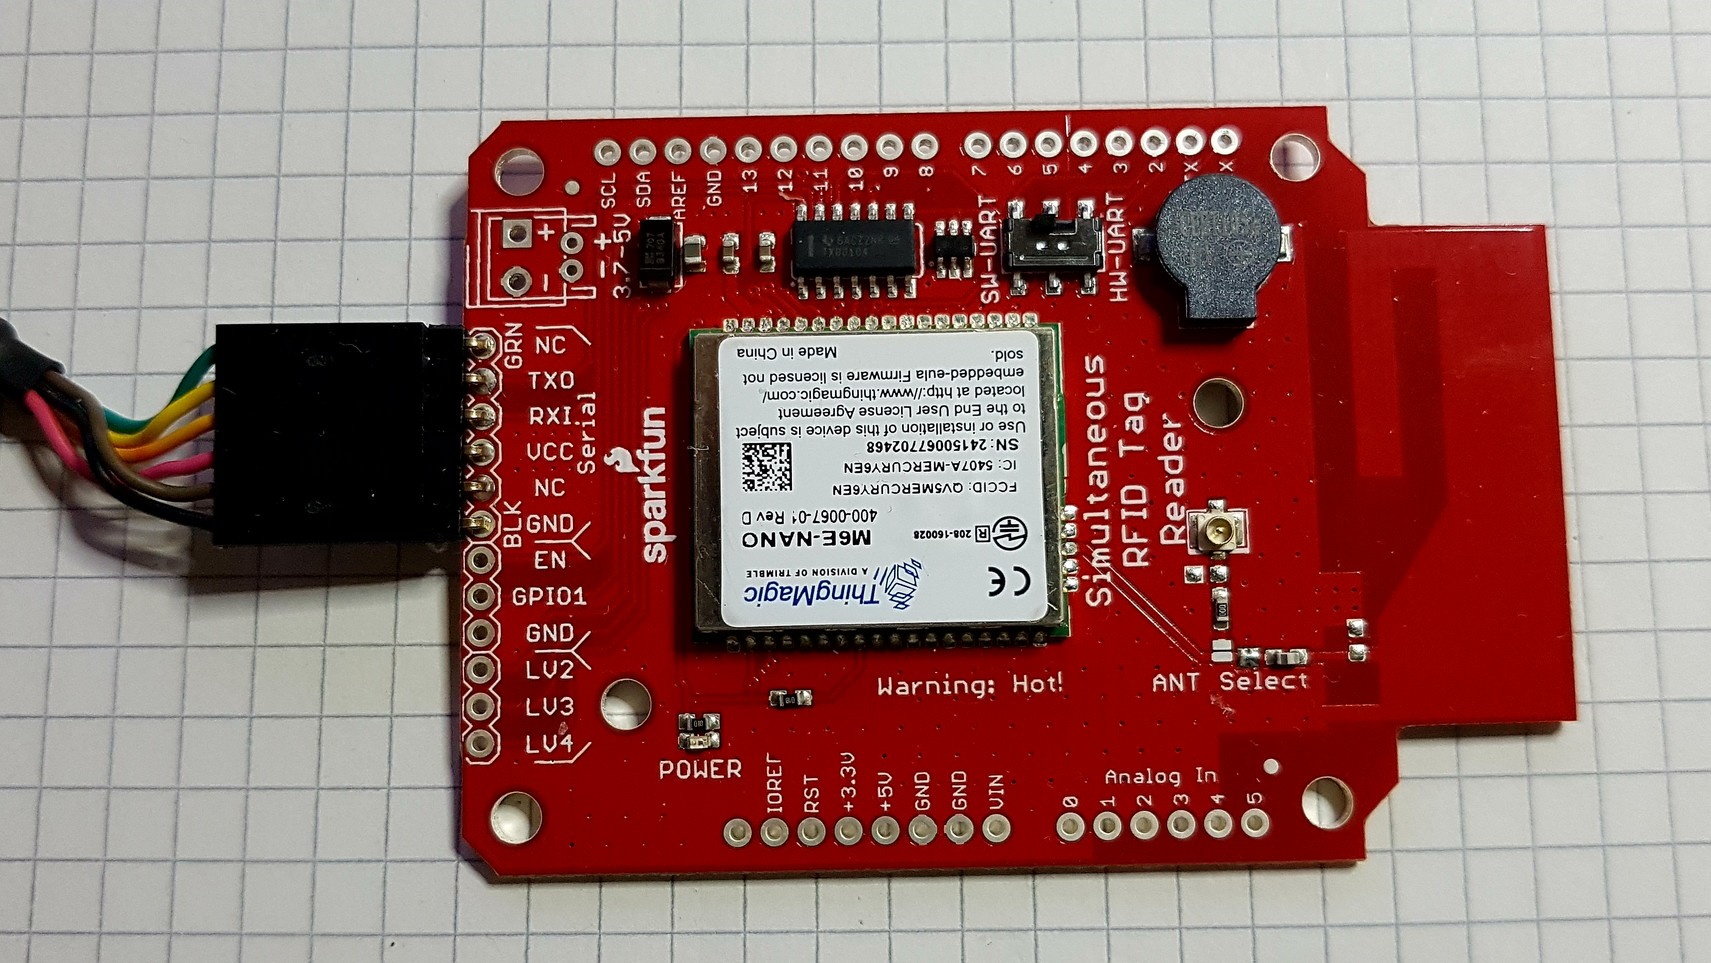 SCL
SDA
AREF
GND
13
12
11
10
9
8
7
6
5
4
3
2
X
X
+
-
+
-
3.7-5V
SW-UART
HW-UART
GRN
NC
TXO
RXI
VCC
NC
GND
BLK
Serial
EN
GPIO1
GND
LV2
LV3
LV4
sparkfun
ThingMagic
A DIVISION OF TRIMBLE
CE
M6E-NANO
R 208-160028
400-0067-01 Rev D
FCCID: QV5MERCURY6EN
IC: 5407A-MERCURY6EN
SN: 24150067702468
Use or installation of this device is subject
to the End User License Agreement
located at http://www.thingmagic.com/
embedded-eula Firmware is licensed not
sold.
Made in China
Simultaneous
RFID Tag
Reader
Warning: Hot!
ANT Select
POWER
IOREF
RST
+3.3V
+5V
GND
GND
VIN
Analog In
0
1
2
3
4
5